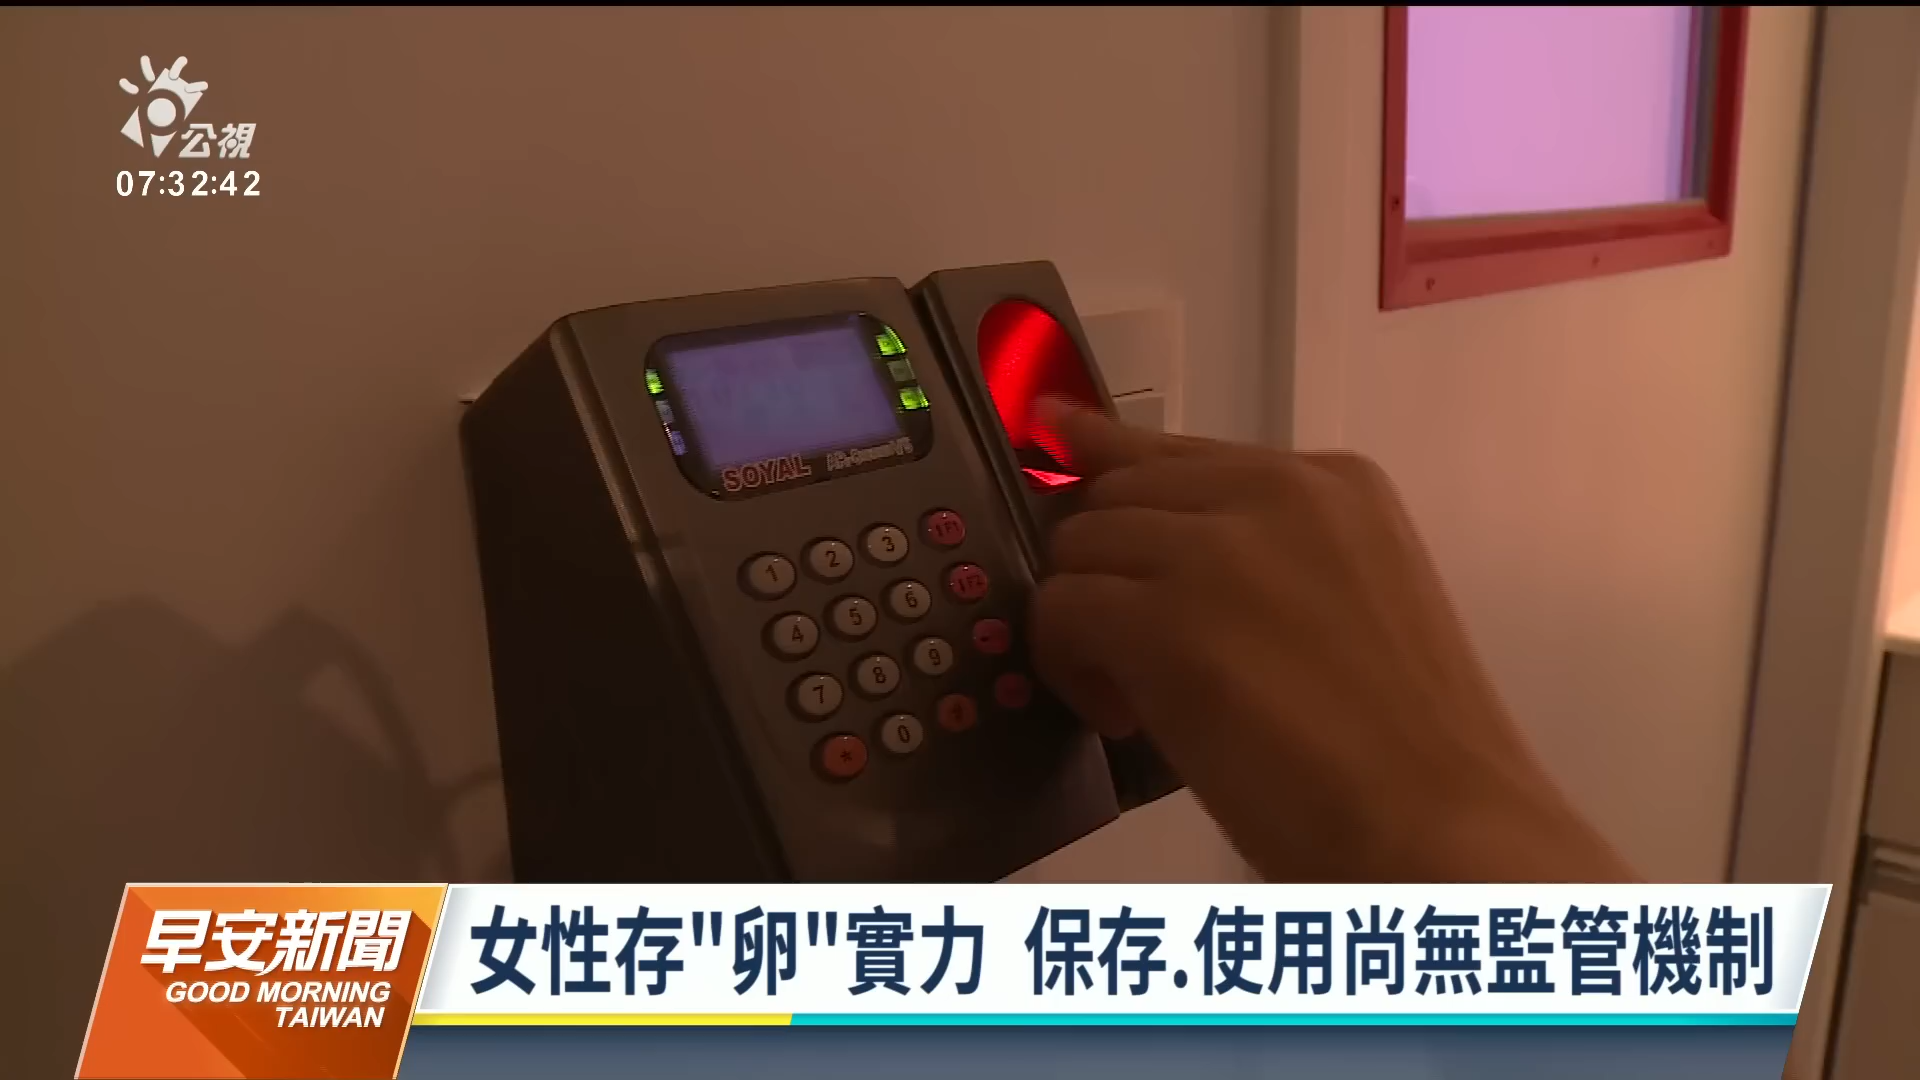 公視
07:32:42
SOYAL
1 2 3 F1
4 5 6 F2
7 8 9
* 0 #
早安新聞
GOOD MORNING
TAIWAN
女性存"卵"實力 保存.使用尚無監管機制